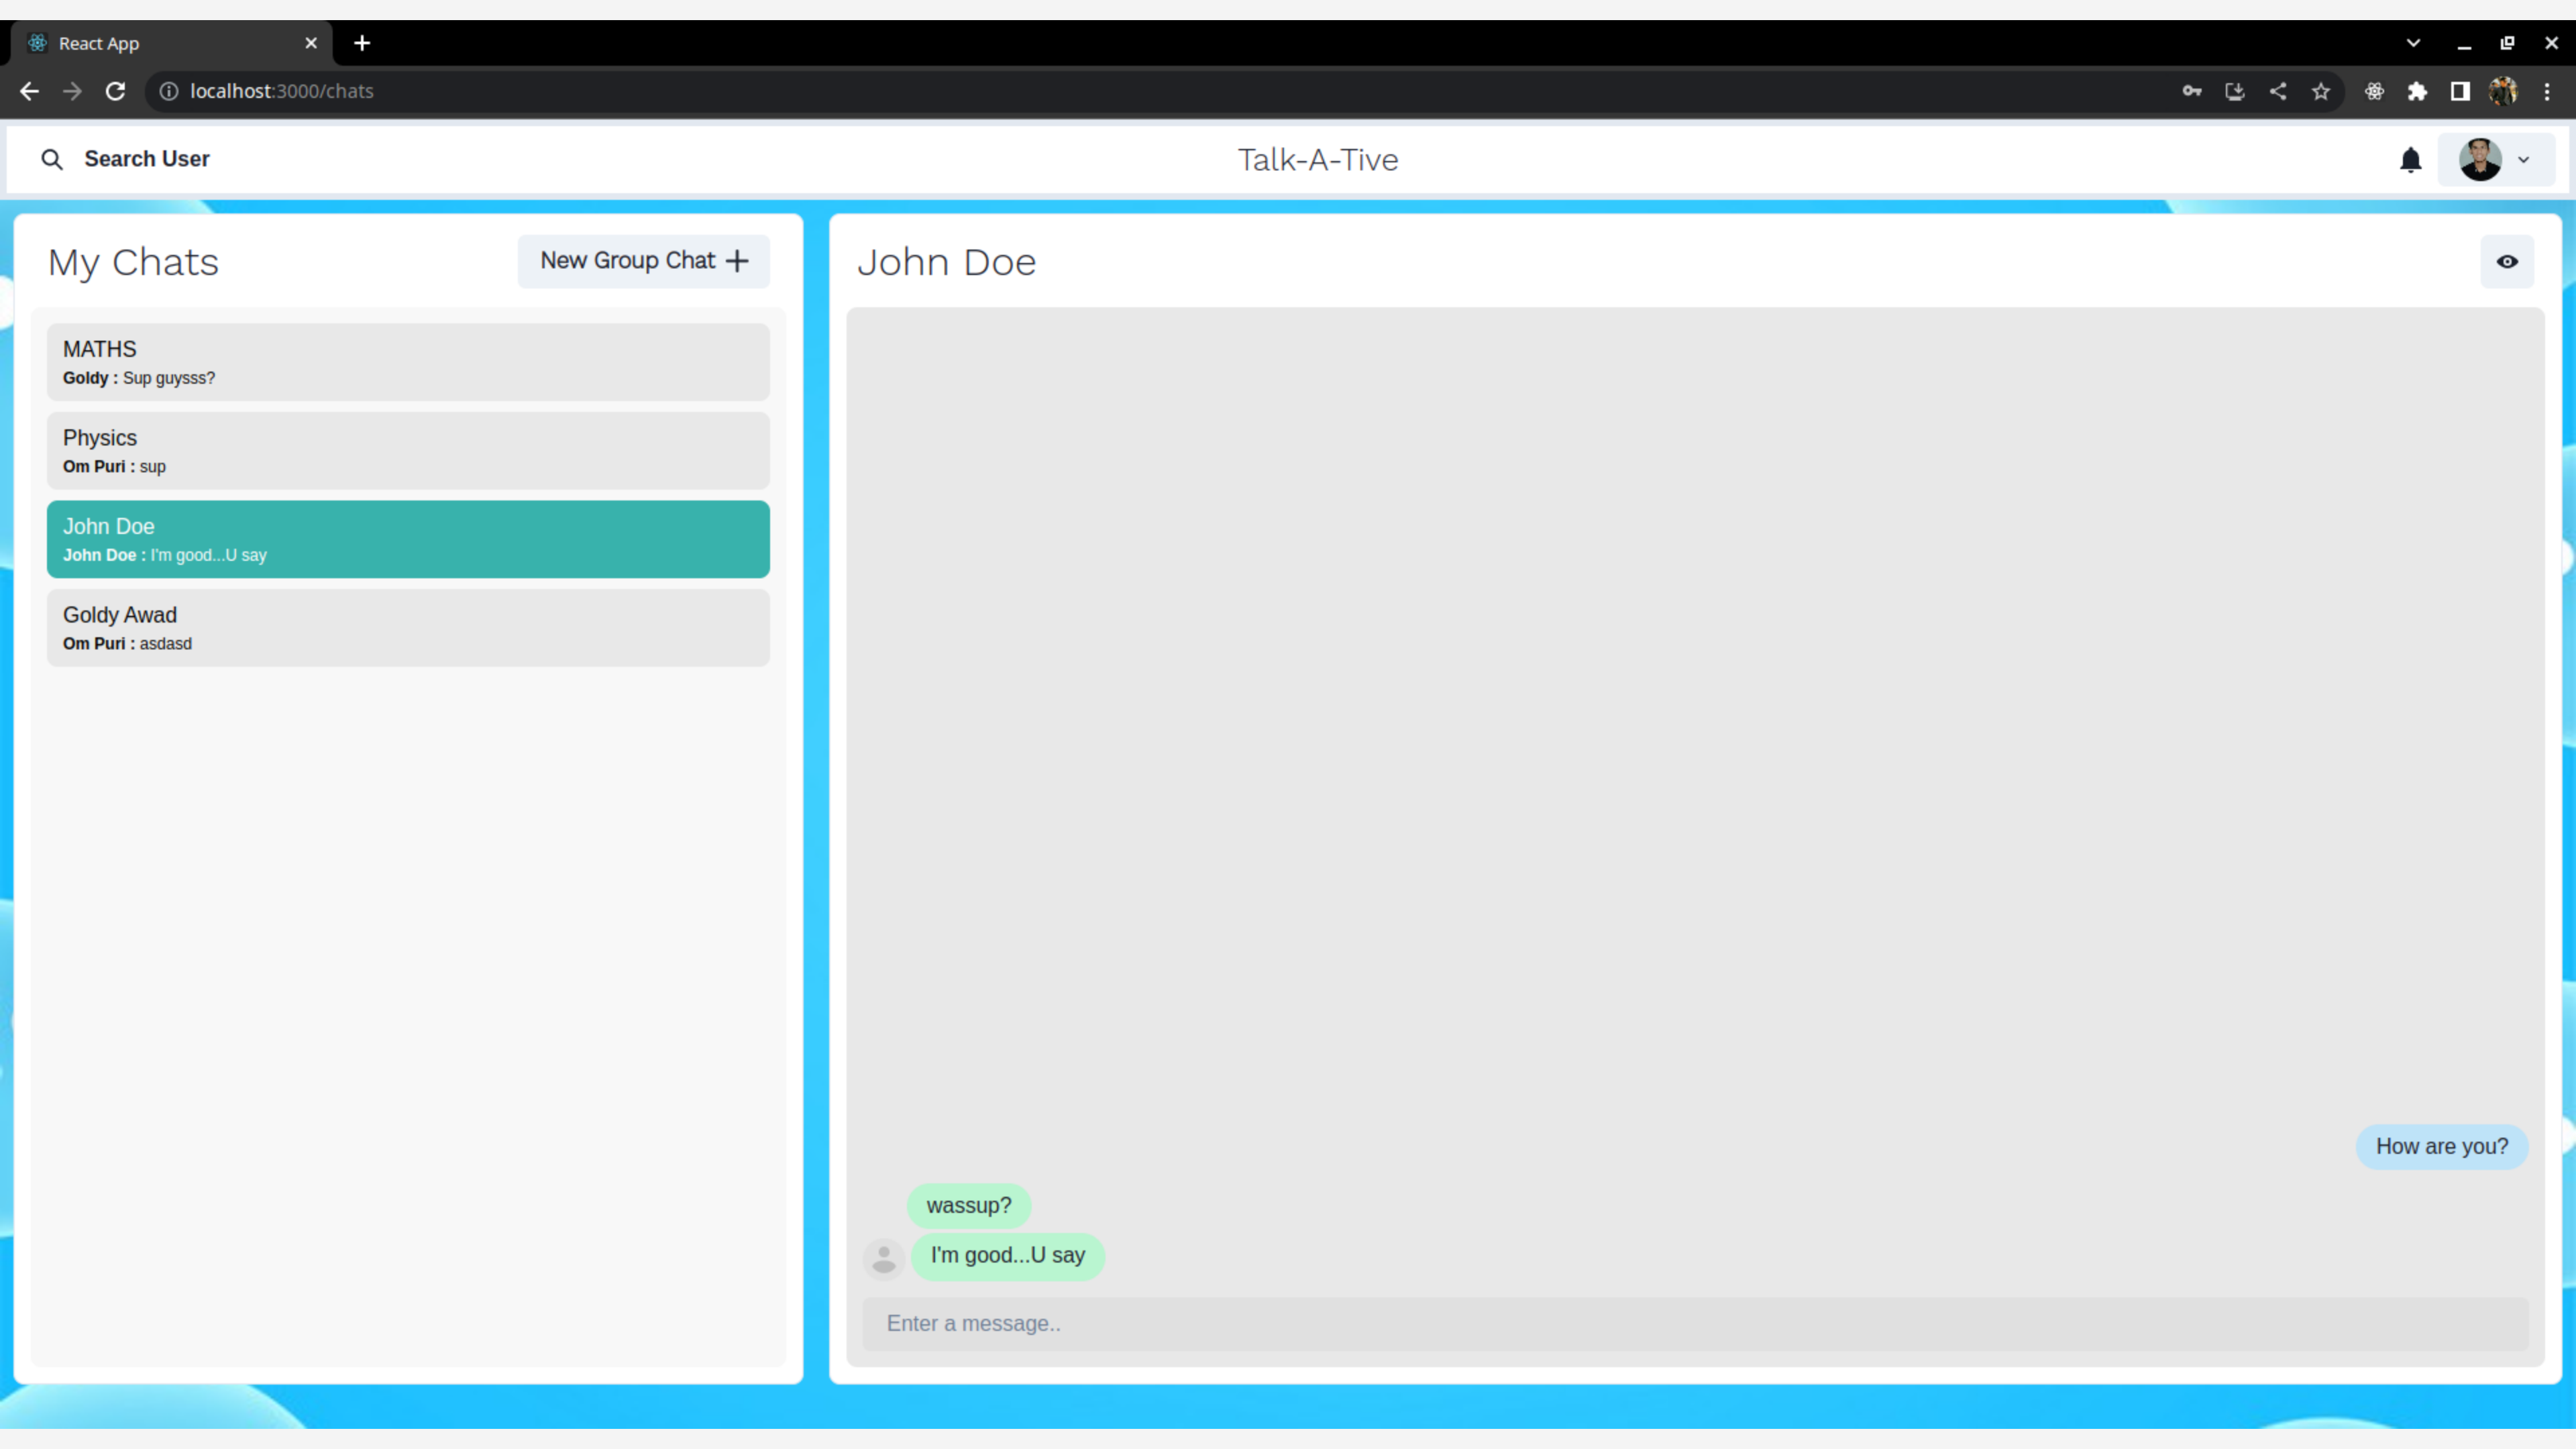 React App
localhost:3000/chats
Search User
Talk-A-Tive
My Chats
New Group Chat
MATHS
Goldy : Sup guysss?
Physics
Om Puri : sup
John Doe
John Doe : I'm good...U say
Goldy Awad
Om Puri : asdasd
John Doe
How are you?
wassup?
I'm good...U say
Enter a message..